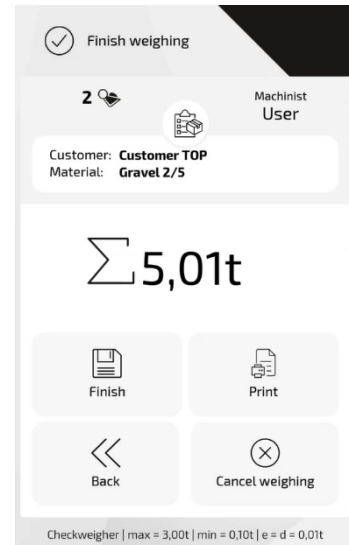 Finish weighing
2
Machinist
User
Customer: Customer TOP
Material: Gravel 2/5
∑5,01t
Finish
Print
Back
Cancel weighing
Checkweigher | max = 3,00t | min = 0,10t | e = d = 0,01t